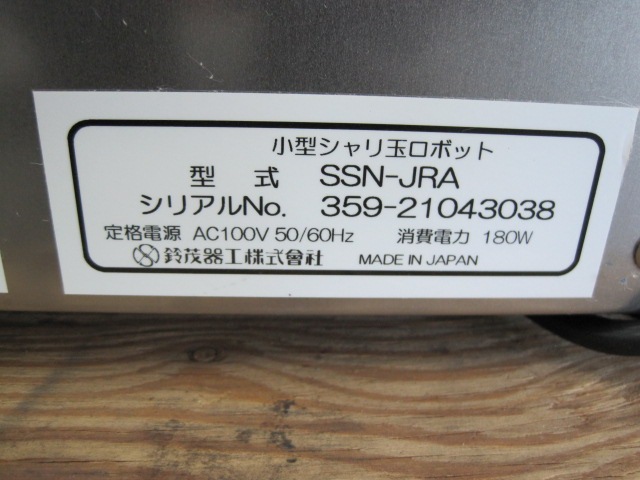 小型シャリ玉ロボット
型 式 SSN-JRA
シリアルNo. 359-21043038
定格電源 AC100V 50/60Hz 消費電力 180W
鈴茂器工株式會社 MADE IN JAPAN